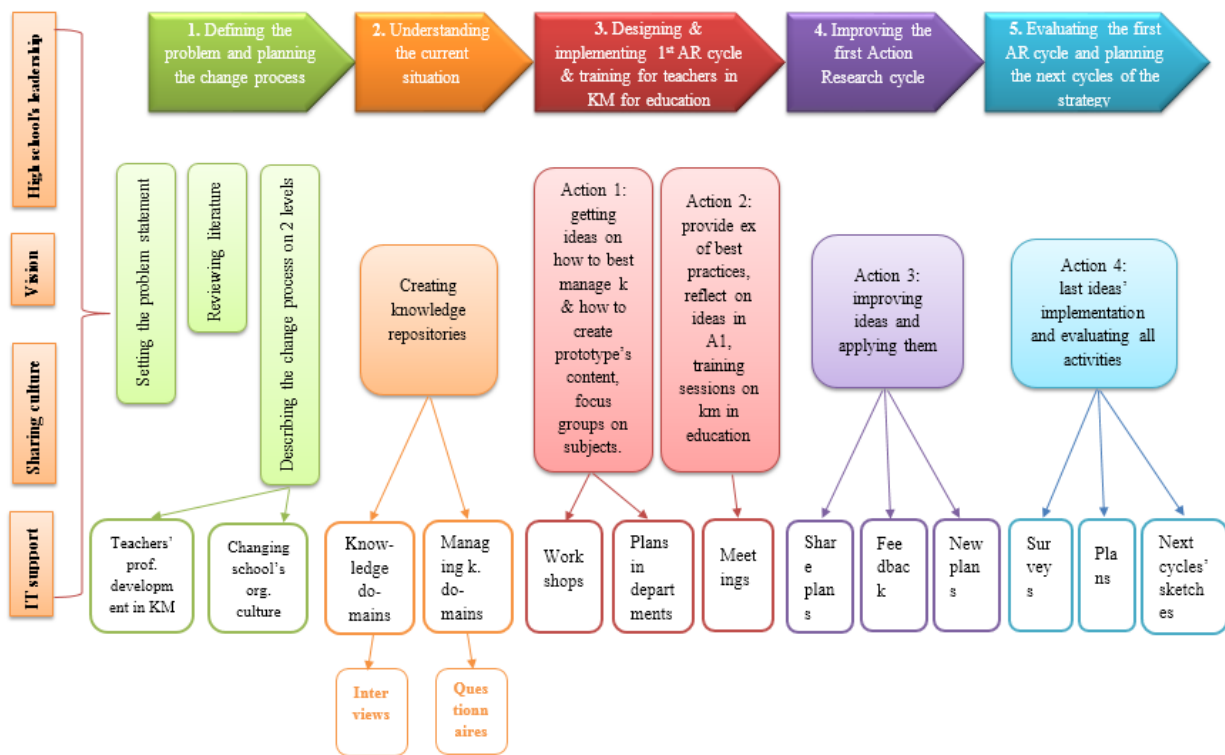 High school's leadership
Vision
Sharing culture
IT support
1. Defining the
problem and planning
the change process
2. Understanding
the current
situation
3. Designing &
implementing 1st AR cycle
& training for teachers in
KM for education
4. Improving the
first Action
Research cycle
5. Evaluating the first
AR cycle and planning
the next cycles of the
strategy
Setting the problem statement
Reviewing literature
Describing the change process on 2 levels
Creating
knowledge
repositories
Action 1:
getting
ideas on
how to best
manage k
& how to
create
prototype's
content,
focus
groups on
subjects.
Action 2:
provide ex
of best
practices,
reflect on
ideas in
A1,
training
sessions on
km in
education
Action 3:
improving
ideas and
applying them
Action 4:
last ideas'
implementation
and evaluating all
activities
Teachers'
prof.
developm
ent in KM
Changing
school's
org.
culture
Know-
ledge
do-
mains
Manag
ing k.
do-
mains
Work
shops
Plans
in
depart
ments
Meet
ings
Shar
e
plan
s
Fee
dbac
k
New
plan
s
Sur
vey
s
Pla
ns
Next
cycles'
sketch
es
Inter
views
Ques
tionn
aires